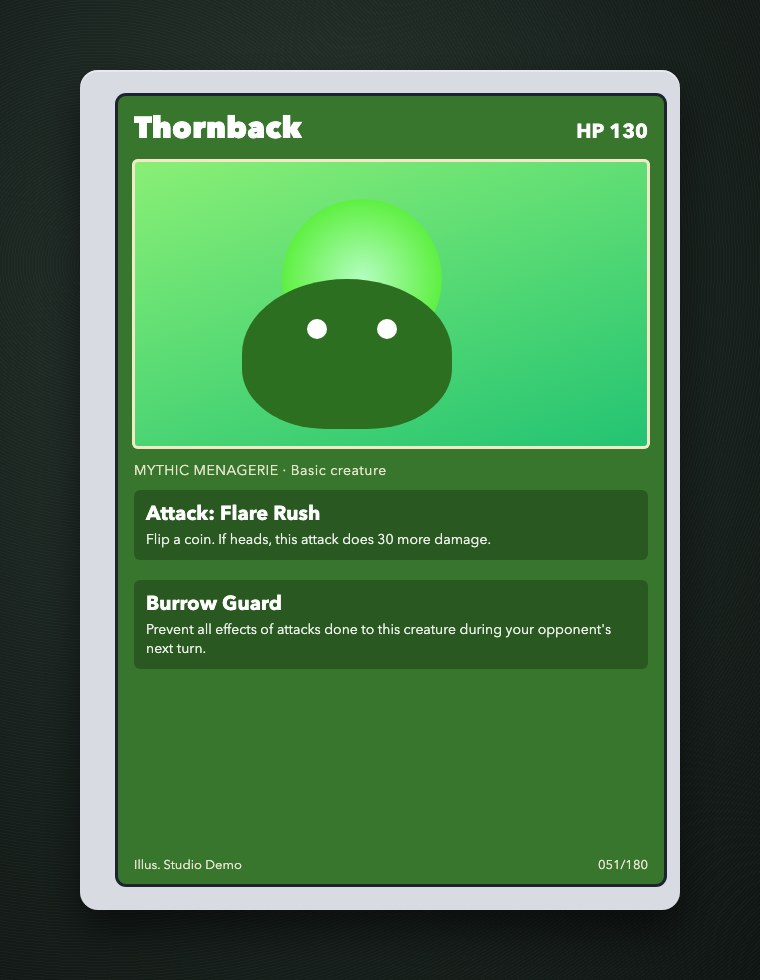 Thornback
HP 130
MYTHIC MENAGERIE · Basic creature
Attack: Flare Rush
Flip a coin. If heads, this attack does 30 more damage.
Burrow Guard
Prevent all effects of attacks done to this creature during your opponent's
next turn.
Illus. Studio Demo
051/180